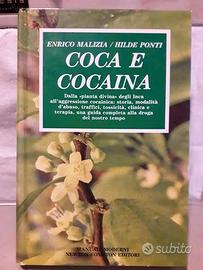 ENRICO MALIZIA / HILDE PONTI
COCA E
COCAINA
Dalla «pianta divina» degli Inca
all'aggressione cocainica: storia, modalità
d'abuso, traffici, tossicità, clinica e
terapia, una guida completa alla droga
del nostro tempo
MANUALI MODERNI
NEWTON COMPTON EDITORI
subito